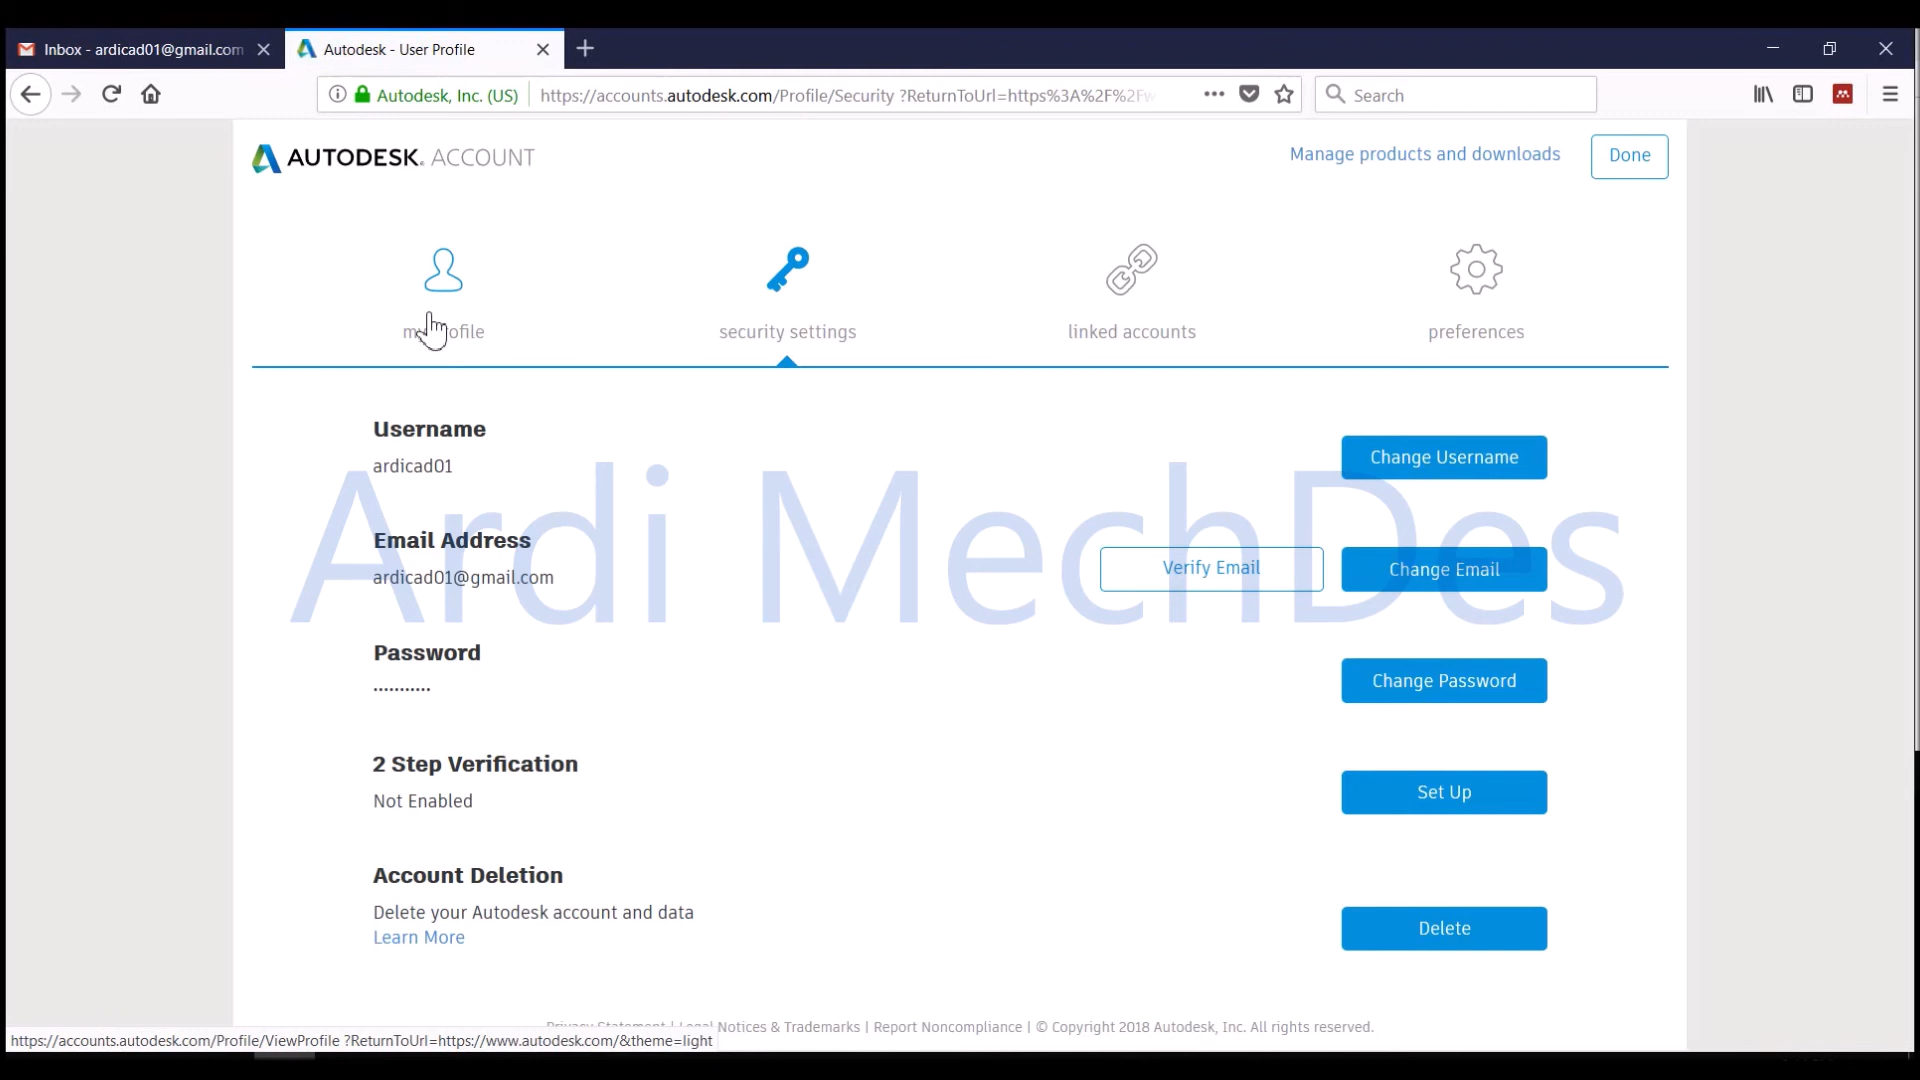 Inbox - ardicad01@gmail.com
Autodesk - User Profile
Autodesk, Inc. (US)
https://accounts.autodesk.com/Profile/Security ?ReturnToUrl=https%3A%2F%2Fw
Search
AUTODESK. ACCOUNT
Manage products and downloads
Done
my profile
security settings
linked accounts
preferences
Username
ardicad01
Change Username
Ardi MechDes
Email Address
ardicad01@gmail.com
Verify Email
Change Email
Password
Change Password
2 Step Verification
Not Enabled
Set Up
Account Deletion
Delete your Autodesk account and data
Learn More
Delete
Privacy Statement | Legal Notices & Trademarks | Report Noncompliance | © Copyright 2018 Autodesk, Inc. All rights reserved.
https://accounts.autodesk.com/Profile/ViewProfile ?ReturnToUrl=https://www.autodesk.com/&theme=light